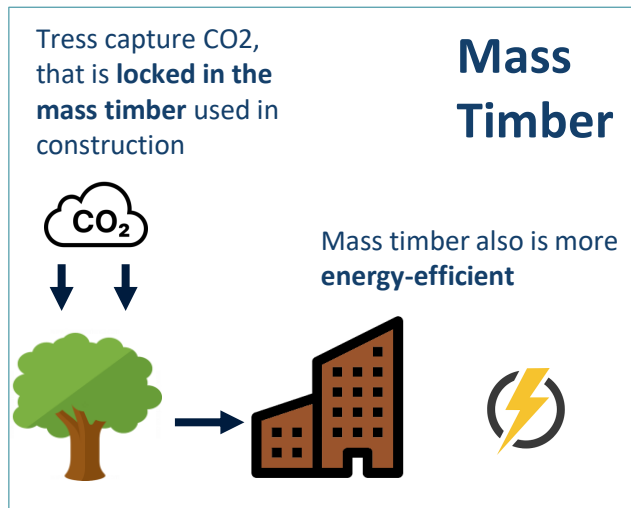 Tress capture CO2,
that is locked in the
mass timber used in
construction
Mass
Timber
CO₂
Mass timber also is more
energy-efficient